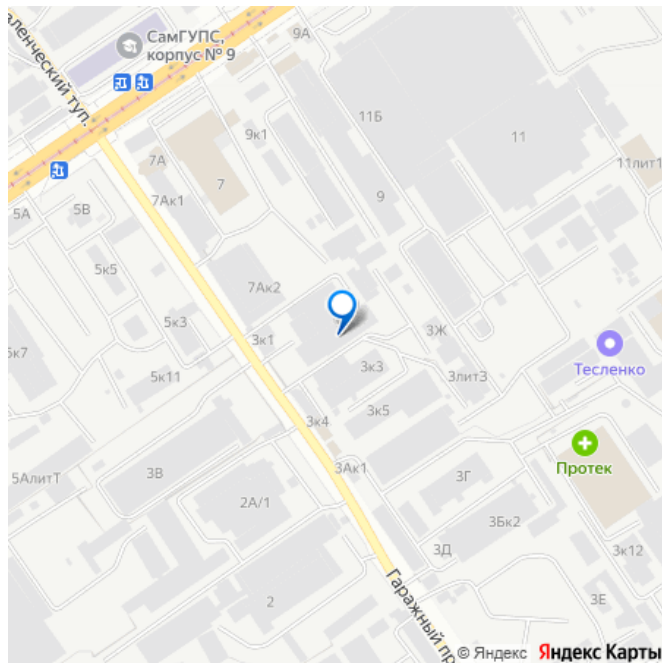 аленческий туп.
СамГУПС,
корпус № 9
9А
11Б
11
11лит1
9к1
7А
7
7Ак1
9
5А
5В
5к5
7Ак2
5к3
3к1
3Ж
5к7
5к11
3к3
3лит3
Тесленко
3к4
3к5
Протек
5АлитТ
3В
3Ак1
3Г
2А/1
3Бк2
3Д
3к12
2
Гаражный пр
3Е
© Яндекс Яндекс Карты